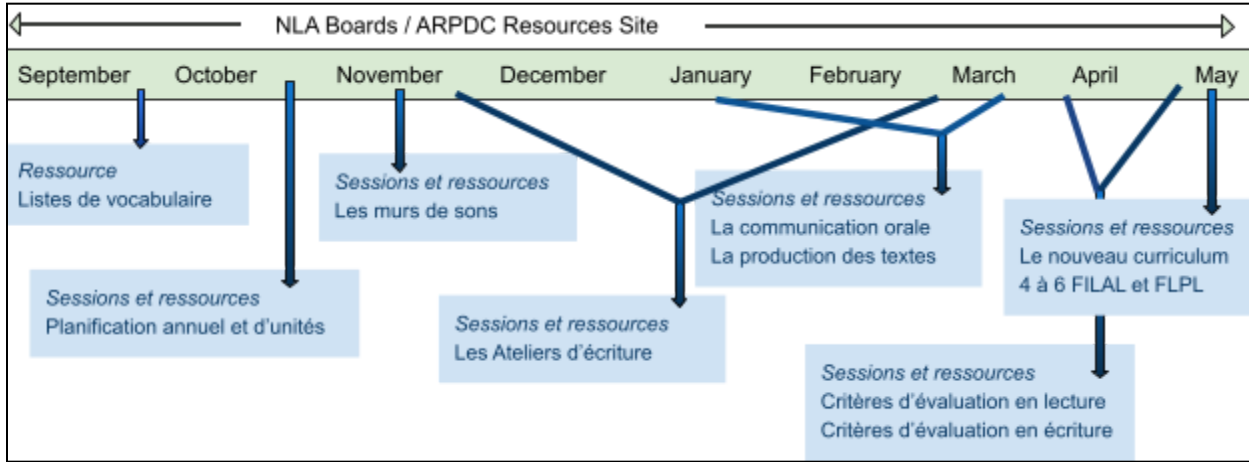 NLA Boards / ARPDC Resources Site
September October November December January February March April May
Ressource
Listes de vocabulaire
Sessions et ressources
Planification annuel et d'unités
Sessions et ressources
Les murs de sons
Sessions et ressources
Les Ateliers d'écriture
Sessions et ressources
La communication orale
La production des textes
Sessions et ressources
Critères d'évaluation en lecture
Critères d'évaluation en écriture
Sessions et ressources
Le nouveau curriculum
4 à 6 FILAL et FLPL